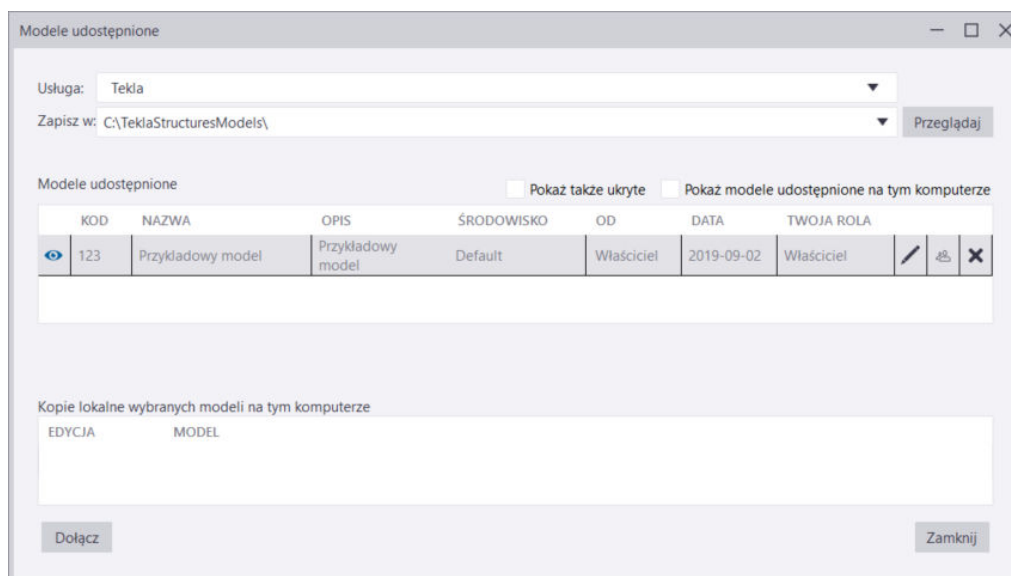 Modele udostępnione
Usługa: Tekla
Zapisz w: C:\TeklaStructuresModels\ Przeglądaj
Modele udostępnione Pokaż także ukryte Pokaż modele udostępnione na tym komputerze
KOD NAZWA OPIS ŚRODOWISKO OD DATA TWOJA ROLA
123 Przykladowy model Przykładowy model Default Właściciel 2019-09-02 Właściciel
Kopie lokalne wybranych modeli na tym komputerze
EDYCJA MODEL
Dołącz Zamknij